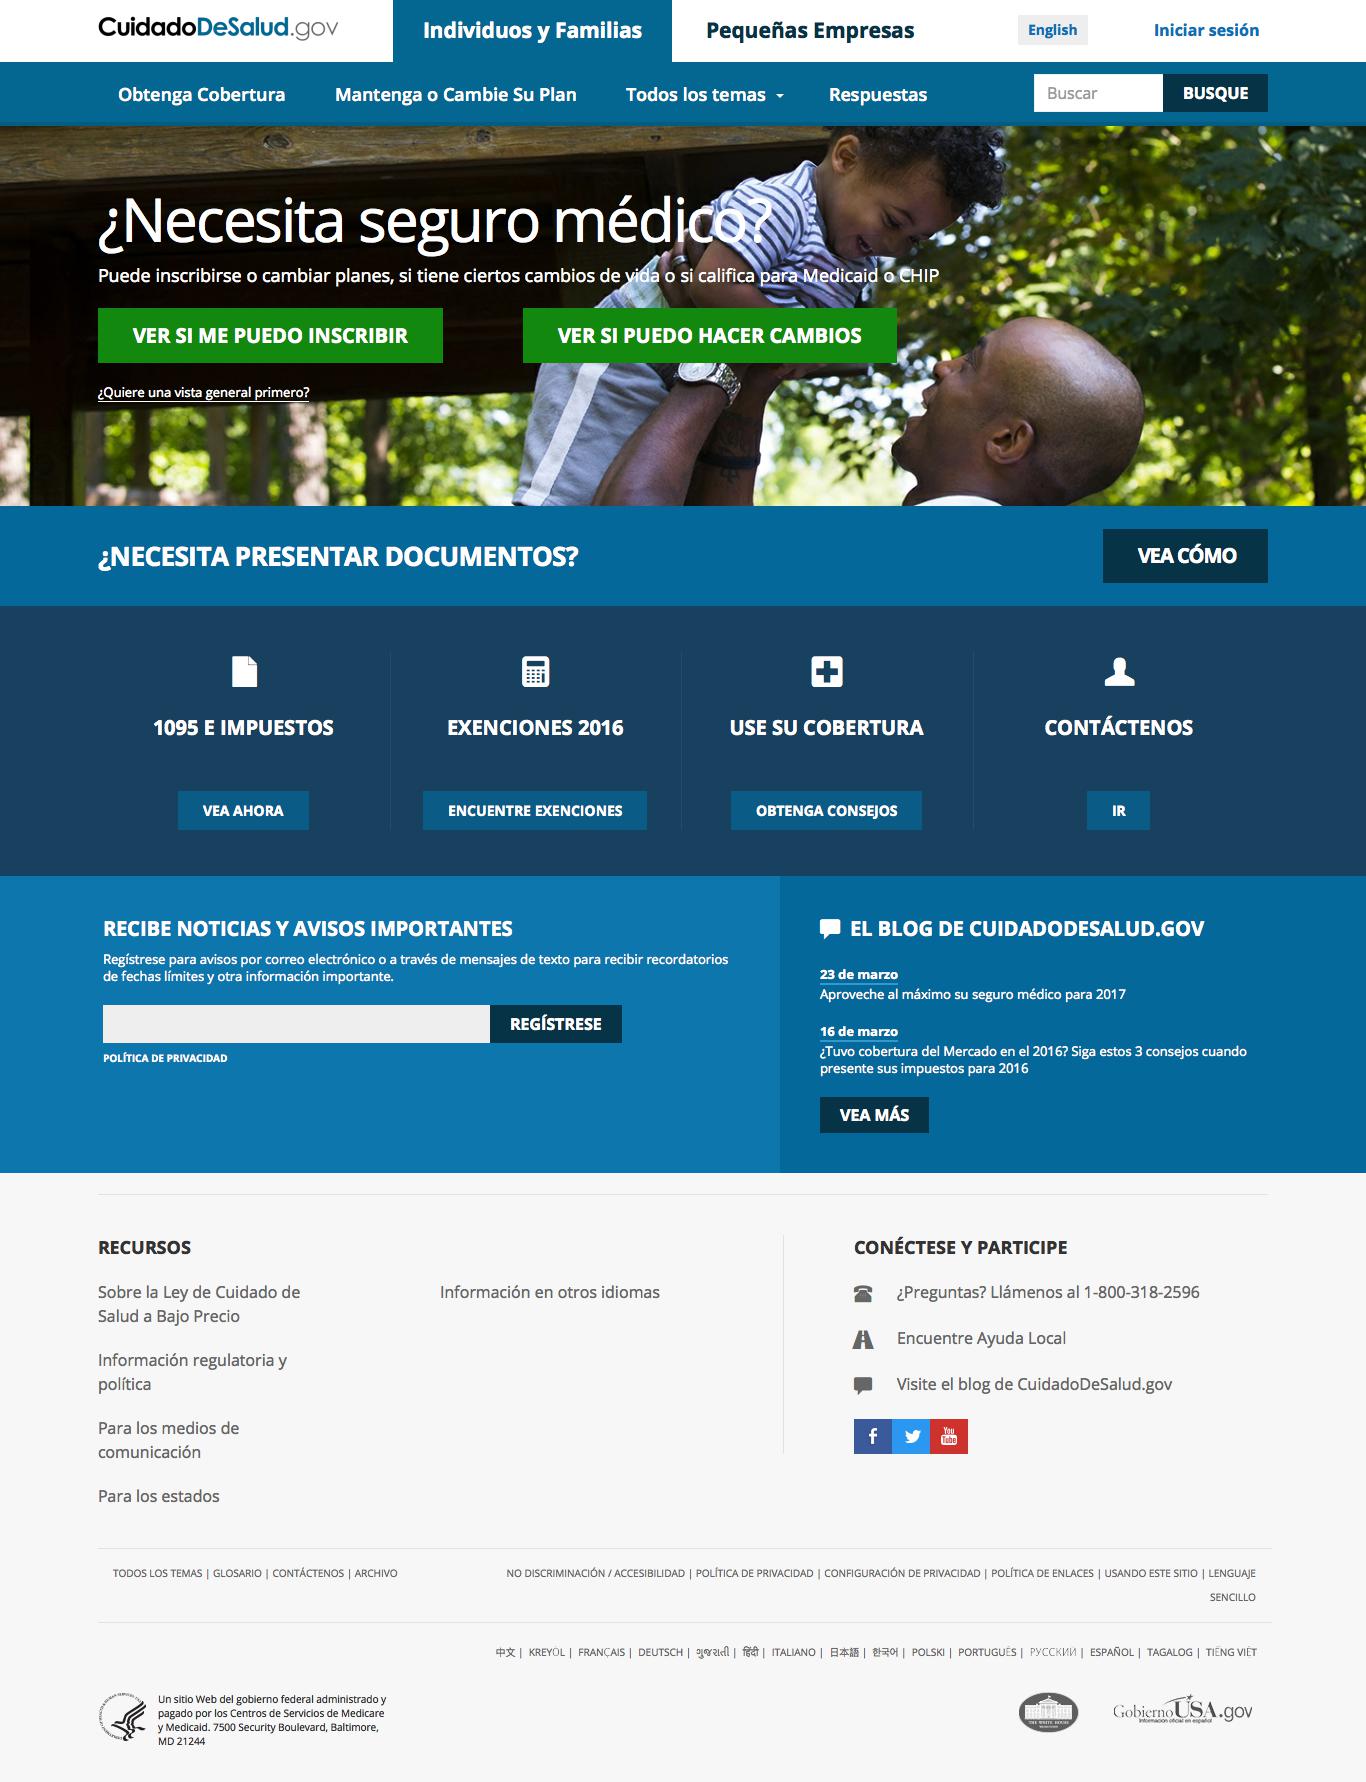 CuidadoDeSalud.gov
Individuos y Familias
Pequeñas Empresas
English
Iniciar sesión
Obtenga Cobertura
Mantenga o Cambie Su Plan
Todos los temas
Respuestas
Buscar
BUSQUE
¿Necesita seguro médico?
Puede inscribirse o cambiar planes, si tiene ciertos cambios de vida o si califica para Medicaid o CHIP
VER SI ME PUEDO INSCRIBIR
VER SI PUEDO HACER CAMBIOS
¿Quiere una vista general primero?
¿NECESITA PRESENTAR DOCUMENTOS?
VEA CÓMO
1095 E IMPUESTOS
VEA AHORA
EXENCIONES 2016
ENCUENTRE EXENCIONES
USE SU COBERTURA
OBTENGA CONSEJOS
CONTÁCTENOS
IR
RECIBE NOTICIAS Y AVISOS IMPORTANTES
Regístrese para avisos por correo electrónico o a través de mensajes de texto para recibir recordatorios
de fechas límites y otra información importante.
REGÍSTRESE
POLÍTICA DE PRIVACIDAD
EL BLOG DE CUIDADODESALUD.GOV
23 de marzo
Aproveche al máximo su seguro médico para 2017
16 de marzo
¿Tuvo cobertura del Mercado en el 2016? Siga estos 3 consejos cuando
presente sus impuestos para 2016
VEA MÁS
RECURSOS
Sobre la Ley de Cuidado de
Salud a Bajo Precio
Información regulatoria y
política
Para los medios de
comunicación
Para los estados
Información en otros idiomas
CONÉCTESE Y PARTICIPE
¿Preguntas? Llámenos al 1-800-318-2596
Encuentre Ayuda Local
Visite el blog de CuidadoDeSalud.gov
You
Tube
TODOS LOS TEMAS | GLOSARIO | CONTÁCTENOS | ARCHIVO
NO DISCRIMINACIÓN / ACCESIBILIDAD | POLÍTICA DE PRIVACIDAD | CONFIGURACIÓN DE PRIVACIDAD | POLÍTICA DE ENLACES | USANDO ESTE SITIO | LENGUAJE
SENCILLO
中文 | KREYÒL | FRANÇAIS | DEUTSCH | ગુજરાતી | हिंदी | ITALIANO | 日本語 | 한국어 | POLSKI | PORTUGUÊS | РУССКИЙ | ESPAÑOL | TAGALOG | TIẾNG VIỆT
Un sitio Web del gobierno federal administrado y
pagado por los Centros de Servicios de Medicare
y Medicaid. 7500 Security Boulevard, Baltimore,
MD 21244
THE WHITE HOUSE
GobiernoUSA.gov
Información oficial en español